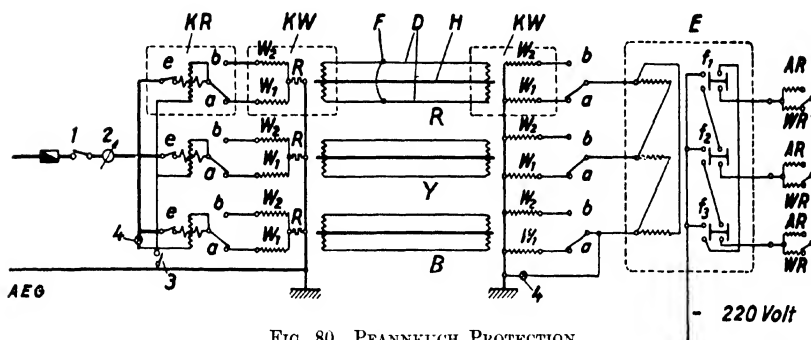 KR KW F D H KW E
e b a W2 W1 R W2 W1 b a f1 AR WR
R
1 2 e b a W2 W1 R W2 W1 b a f2 AR WR
Y
e b a W2 W1 R W2 W1 b a f3 AR WR
4 B 4
3
AEG - 220 Volt
FIG. 80. PFANNKUCH PROTECTION